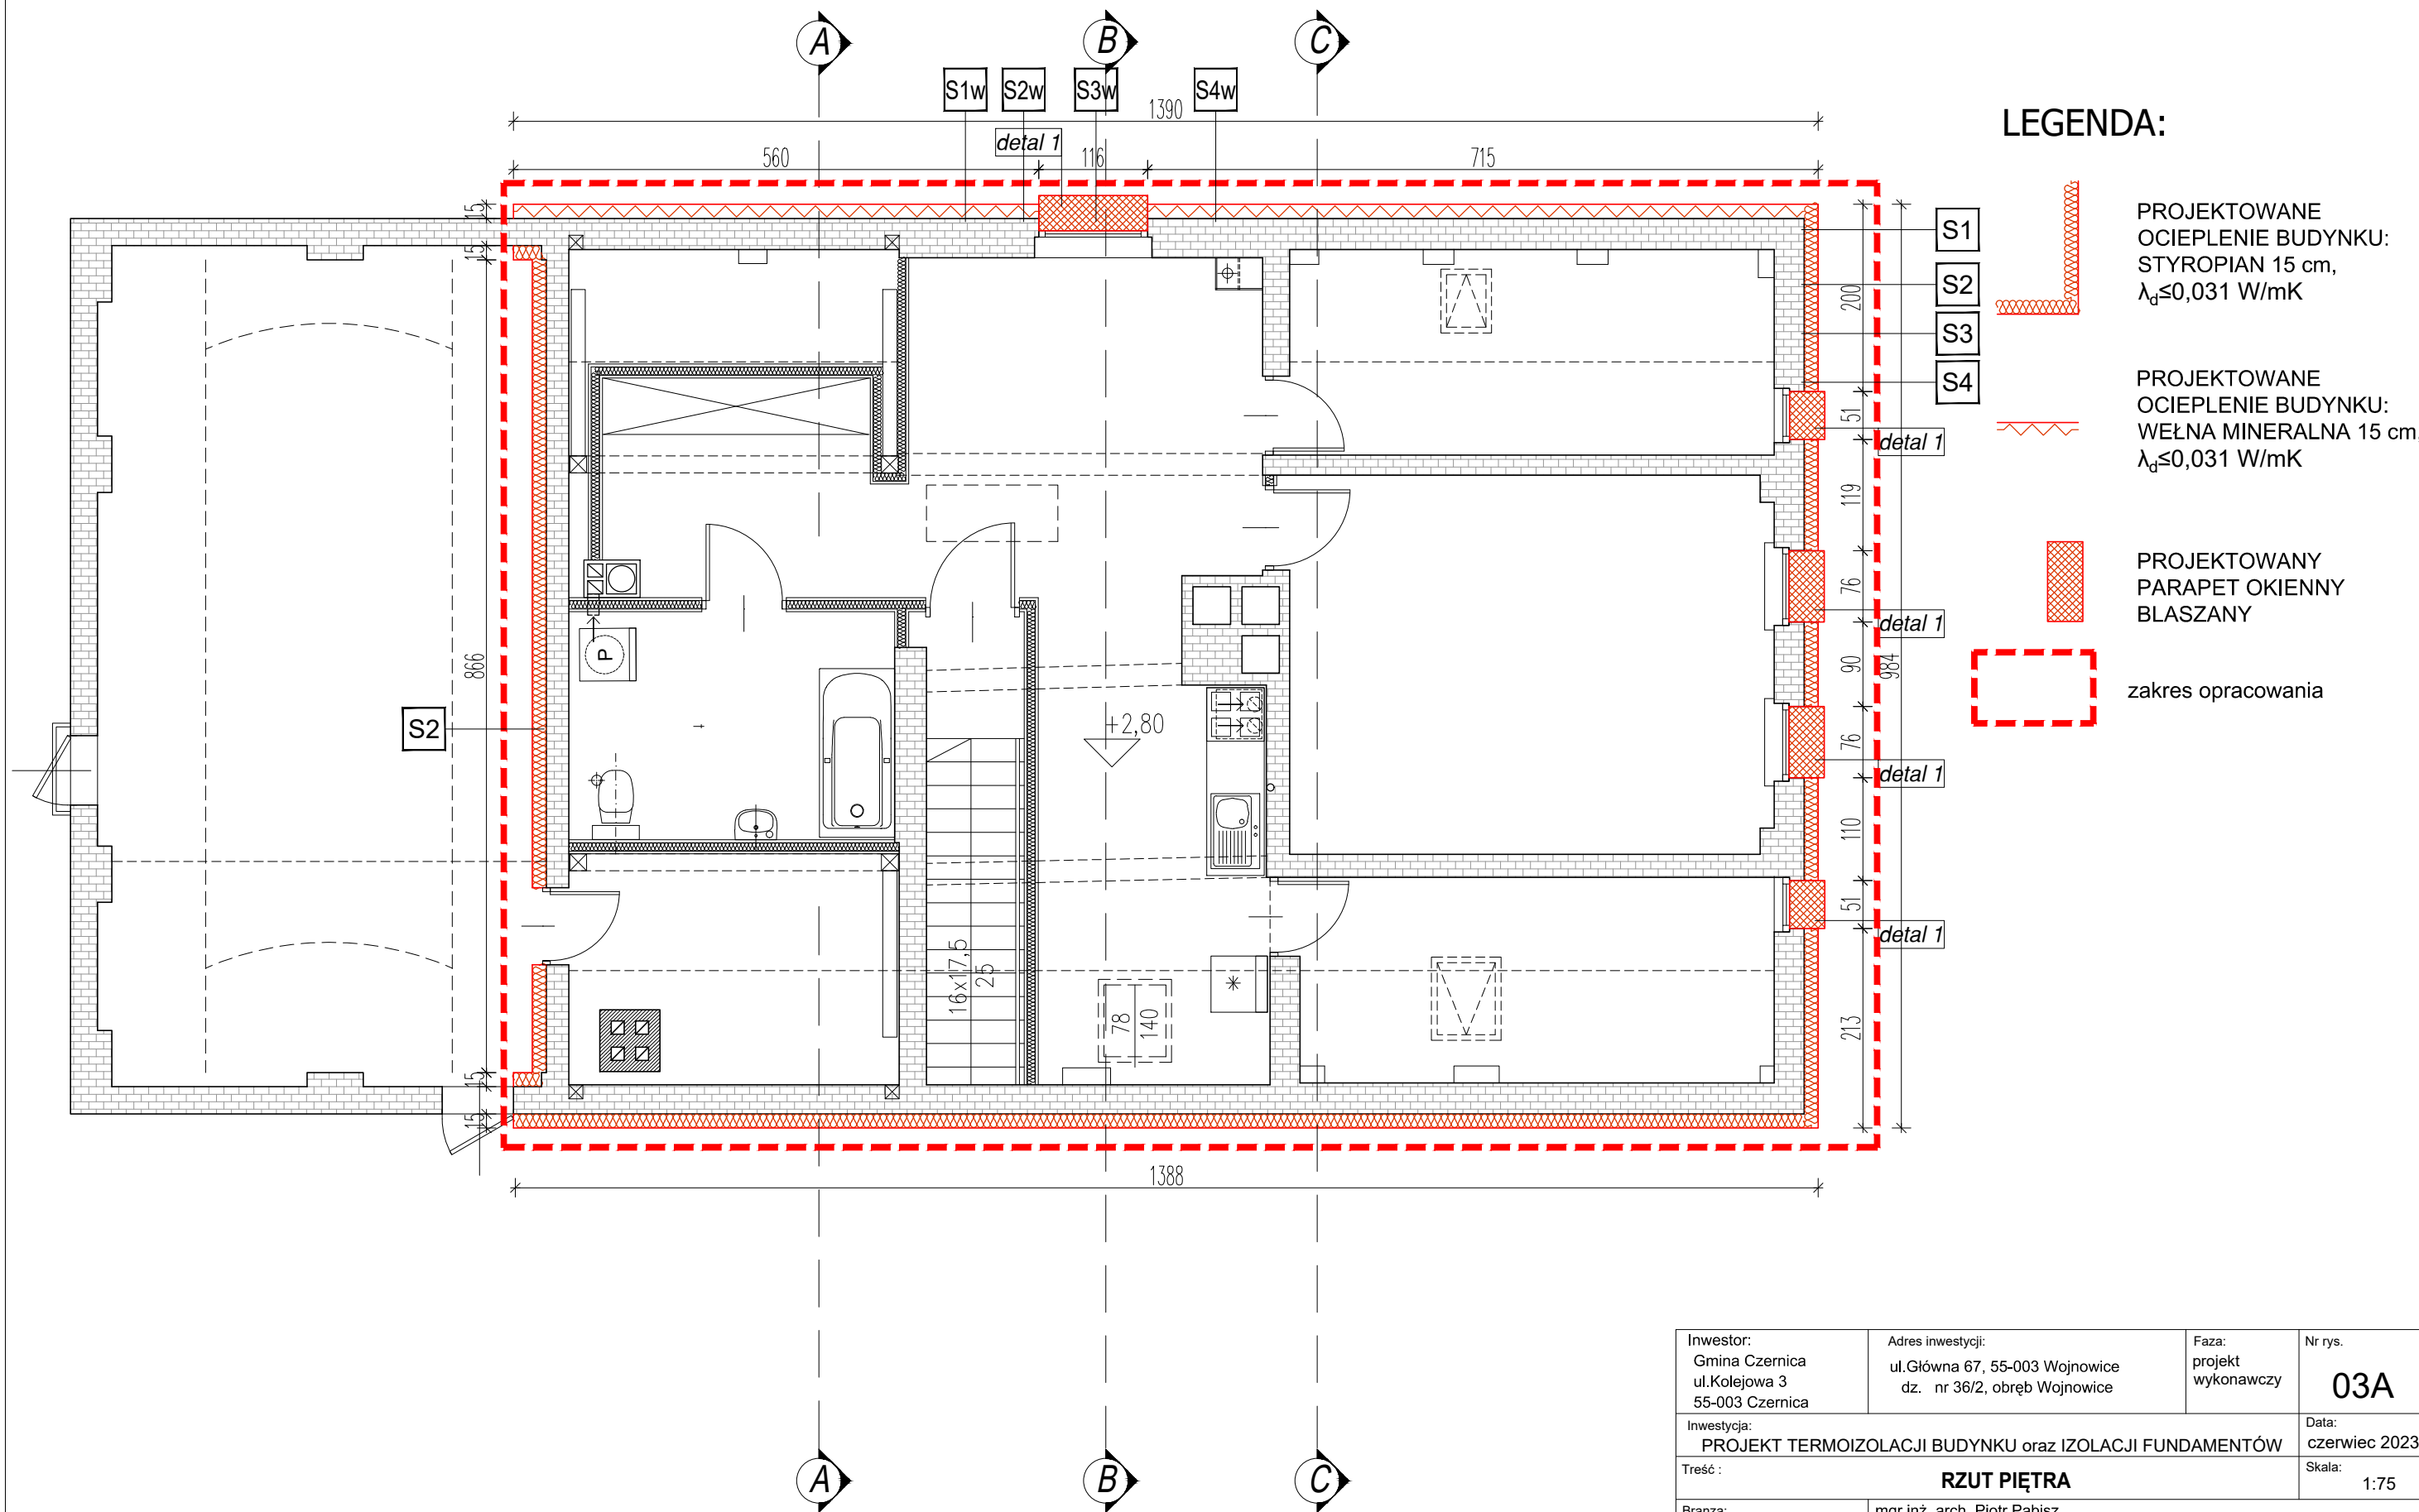 A
B
C
S1w
S2w
S3w
S4w
1390
detal 1
560
116
715
15
15
S1
S2
S3
S4
200
51
detal 1
119
76
detal 1
90
984
76
detal 1
110
51
detal 1
213
866
S2
P
+2,80
16x17,5
25
78
140
15
15
1388
A
B
C
LEGENDA:
PROJEKTOWANE
OCIEPLENIE BUDYNKU:
STYROPIAN 15 cm,
λd≤0,031 W/mK
PROJEKTOWANE
OCIEPLENIE BUDYNKU:
WEŁNA MINERALNA 15 cm,
λd≤0,031 W/mK
PROJEKTOWANY
PARAPET OKIENNY
BLASZANY
zakres opracowania
Inwestor:
Gmina Czernica
ul.Kolejowa 3
55-003 Czernica
Adres inwestycji:
ul.Główna 67, 55-003 Wojnowice
dz. nr 36/2, obręb Wojnowice
Faza:
projekt
wykonawczy
Nr rys.
03A
Inwestycja:
PROJEKT TERMOIZOLACJI BUDYNKU oraz IZOLACJI FUNDAMENTÓW
Data:
czerwiec 2023
Treść :
RZUT PIĘTRA
Skala:
1:75
Branża:
mgr inż. arch. Piotr Pabisz